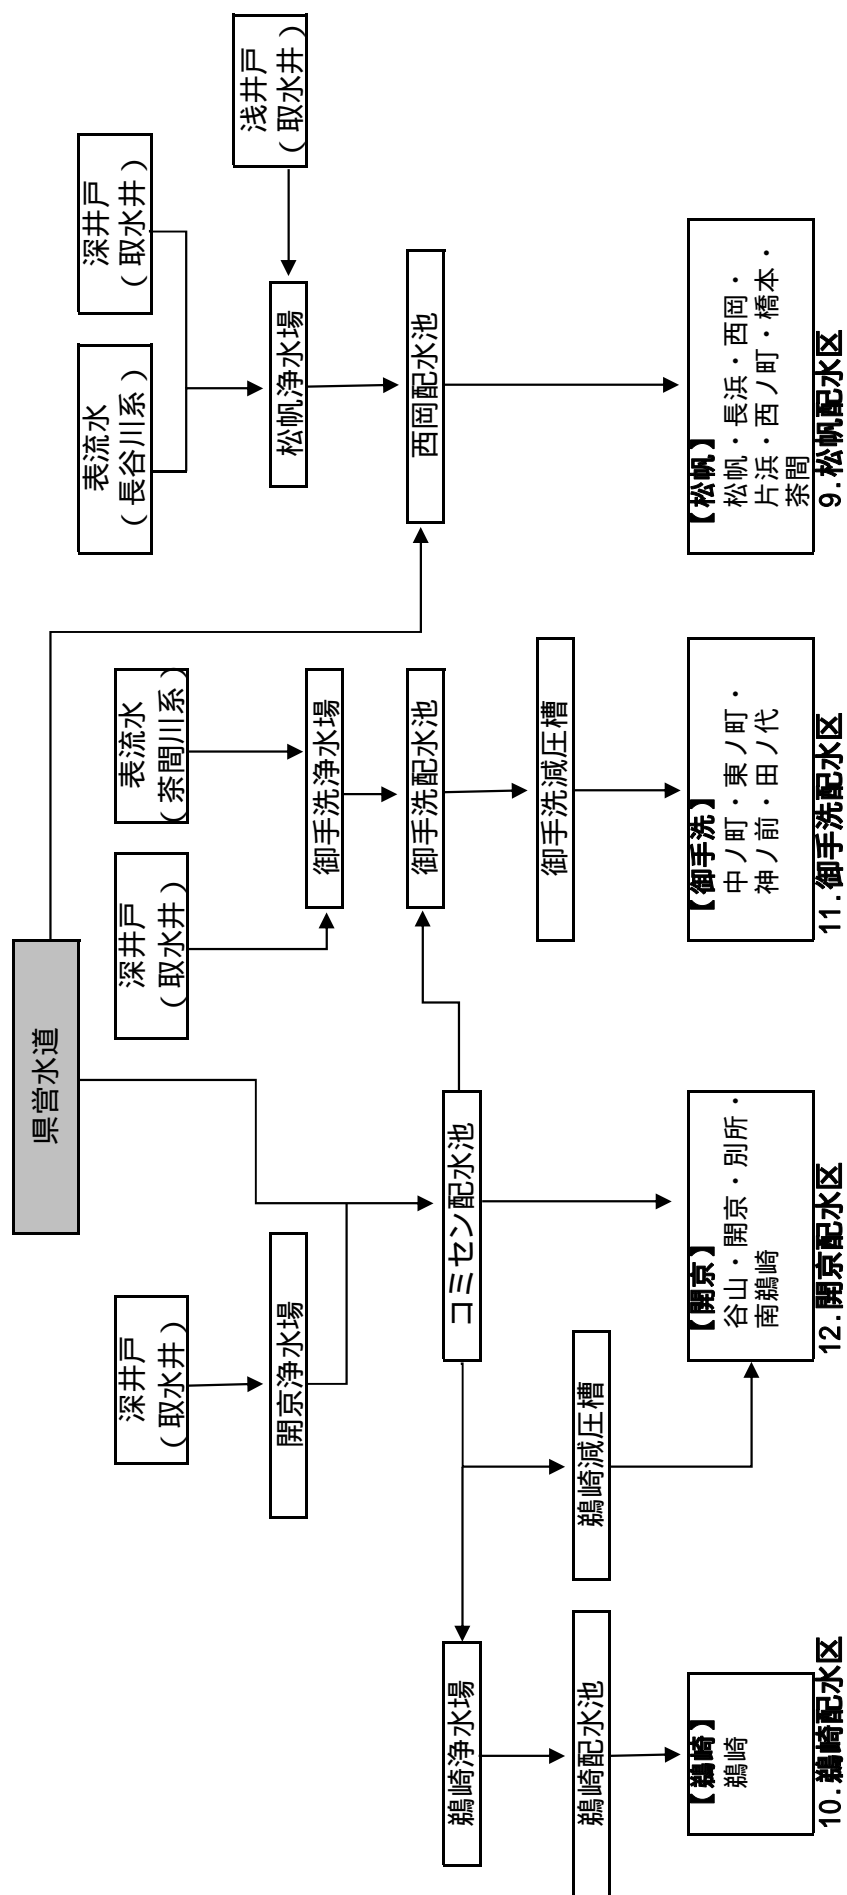 県営水道
表流水
（長谷川系）
深井戸
（取水井）
深井戸
（取水井）
深井戸
（取水井）
表流水
（茶間川系）
浅井戸
（取水井）
開京浄水場
松帆浄水場
御手洗浄水場
御手洗配水池
西岡配水池
鵜崎浄水場
コミセン配水池
御手洗減圧槽
鵜崎配水池
鵜崎減圧槽
【鵜崎】
鵜崎
10.鵜崎配水区
【開京】
谷山・開京・別所・
南鵜崎
12.開京配水区
【御手洗】
中ノ町・東ノ町・
神ノ前・田ノ代
11.御手洗配水区
【松帆】
松帆・長浜・西岡・
片浜・西ノ町・橋本・
茶間
9.松帆配水区